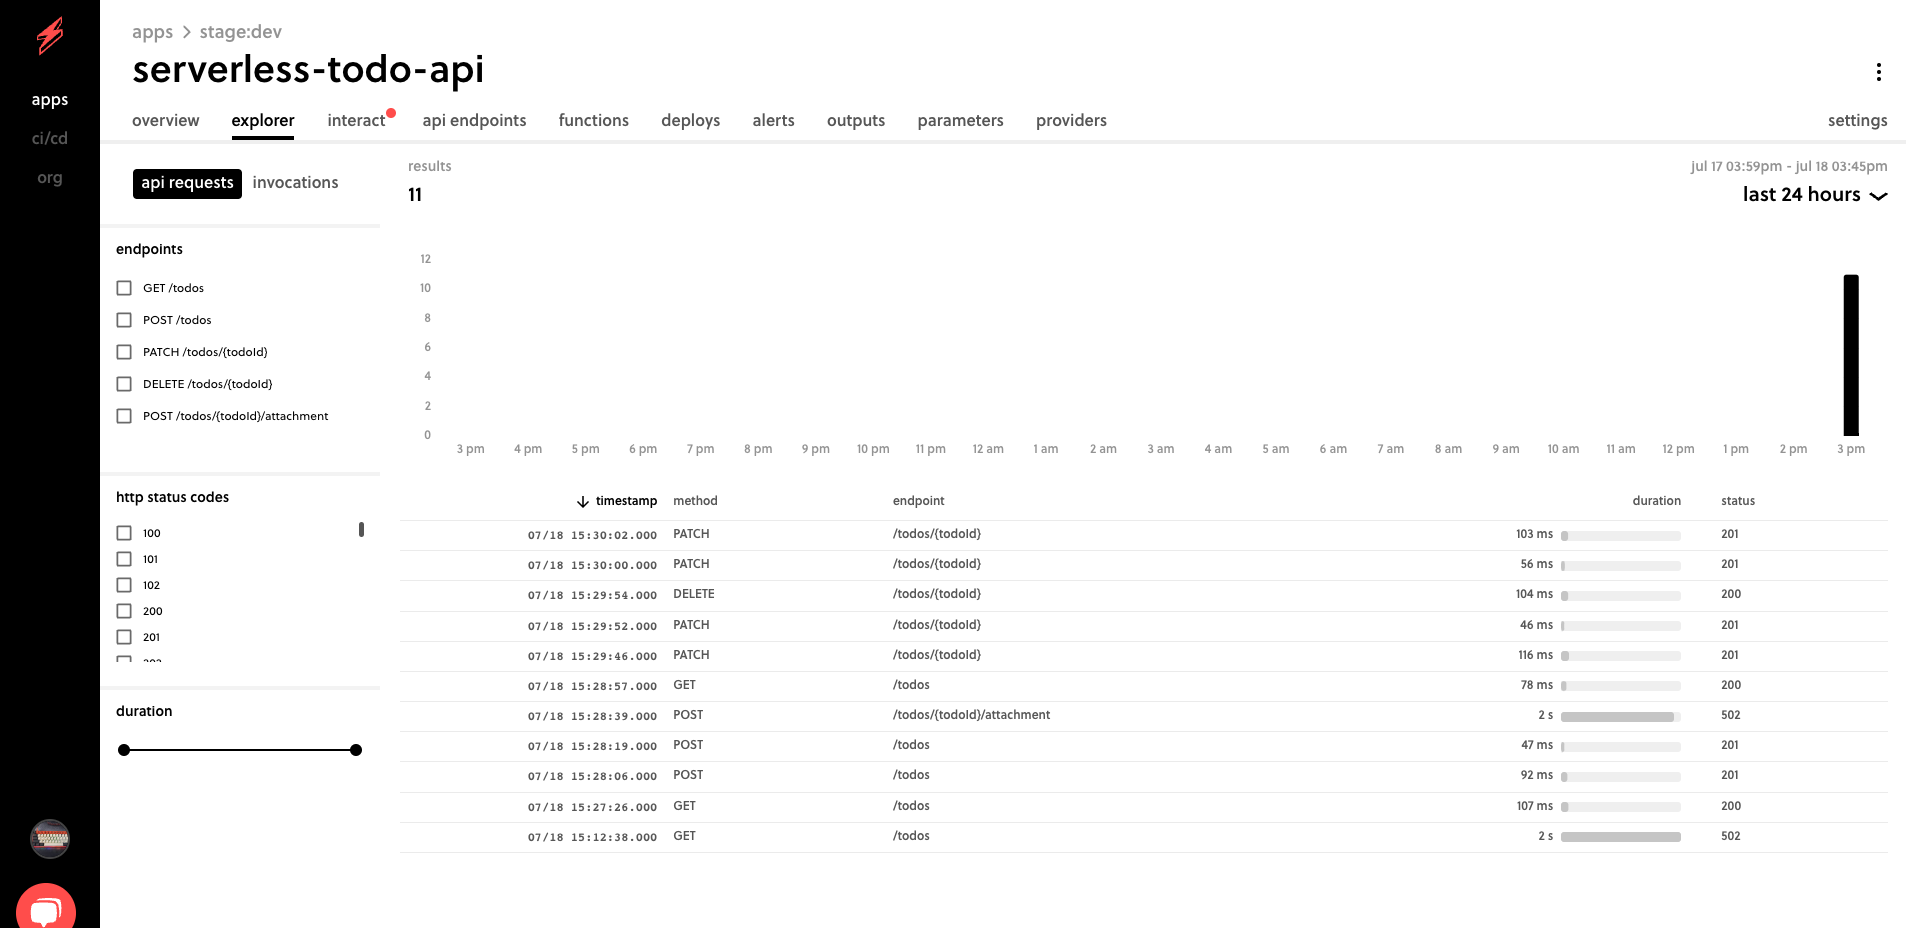 apps > stage:dev
serverless-todo-api
overview explorer interact api endpoints functions deploys alerts outputs parameters providers settings
apps
ci/cd
org
api requests invocations
endpoints
GET /todos
POST /todos
PATCH /todos/{todoId}
DELETE /todos/{todoId}
POST /todos/{todoId}/attachment
http status codes
100
101
102
200
201
duration
results
11
jul 17 03:59pm - jul 18 03:45pm
last 24 hours
12
10
8
6
4
2
0
3 pm 4 pm 5 pm 6 pm 7 pm 8 pm 9 pm 10 pm 11 pm 12 am 1 am 2 am 3 am 4 am 5 am 6 am 7 am 8 am 9 am 10 am 11 am 12 pm 1 pm 2 pm 3 pm
timestamp method endpoint duration status
07/18 15:30:02.000 PATCH /todos/{todoId} 103 ms 201
07/18 15:30:00.000 PATCH /todos/{todoId} 56 ms 201
07/18 15:29:54.000 DELETE /todos/{todoId} 104 ms 200
07/18 15:29:52.000 PATCH /todos/{todoId} 46 ms 201
07/18 15:29:46.000 PATCH /todos/{todoId} 116 ms 201
07/18 15:28:57.000 GET /todos 78 ms 200
07/18 15:28:39.000 POST /todos/{todoId}/attachment 2 s 502
07/18 15:28:19.000 POST /todos 47 ms 201
07/18 15:28:06.000 POST /todos 92 ms 201
07/18 15:27:26.000 GET /todos 107 ms 200
07/18 15:12:38.000 GET /todos 2 s 502